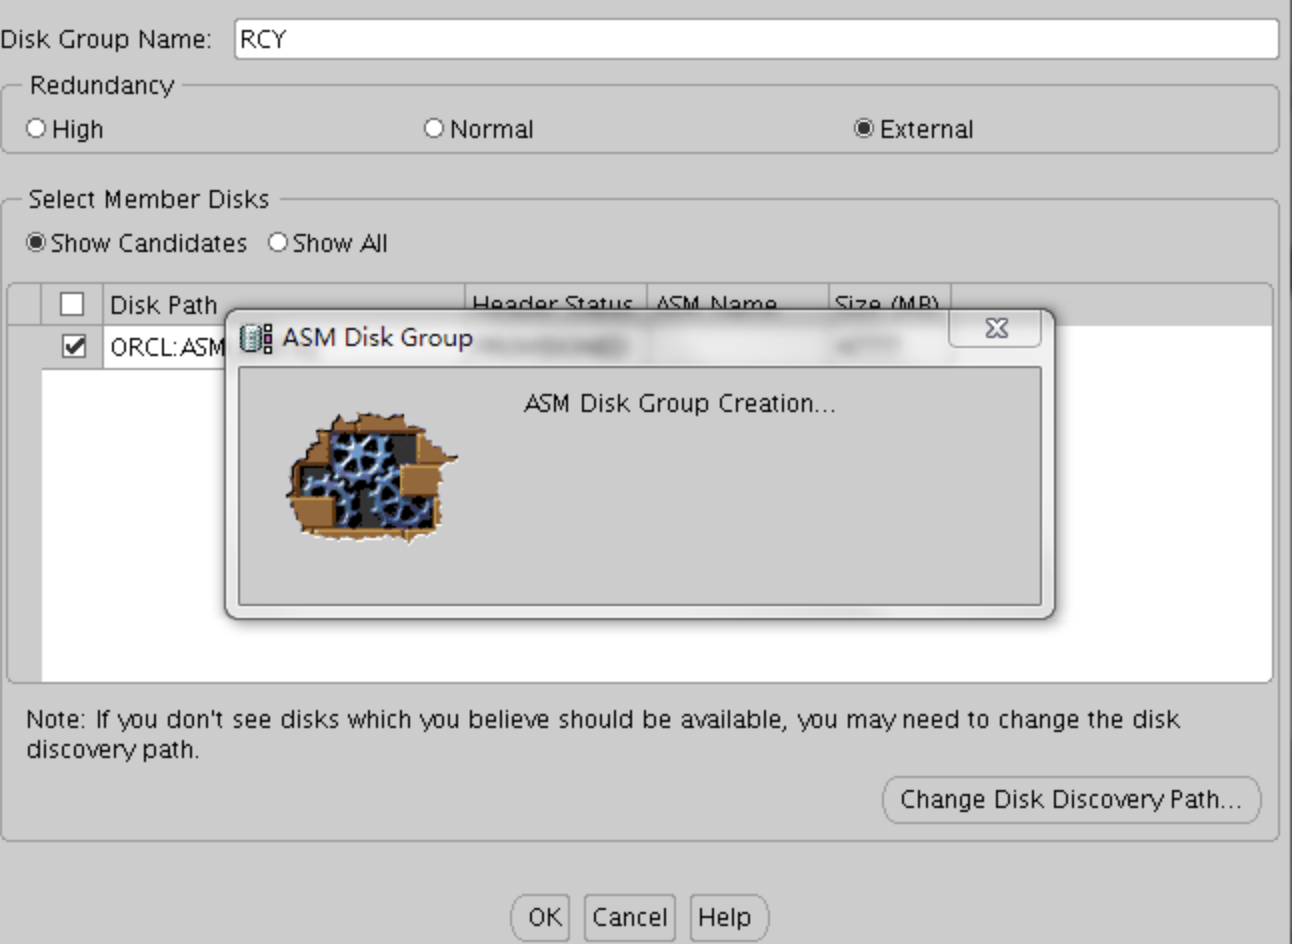 Disk Group Name: RCY
Redundancy
High Normal External
Select Member Disks
Show Candidates Show All
Disk Path Header Status ASM Name Size (MB)
ORCL:ASM
ASM Disk Group
ASM Disk Group Creation...
Note: If you don't see disks which you believe should be available, you may need to change the disk
discovery path.
Change Disk Discovery Path...
OK Cancel Help